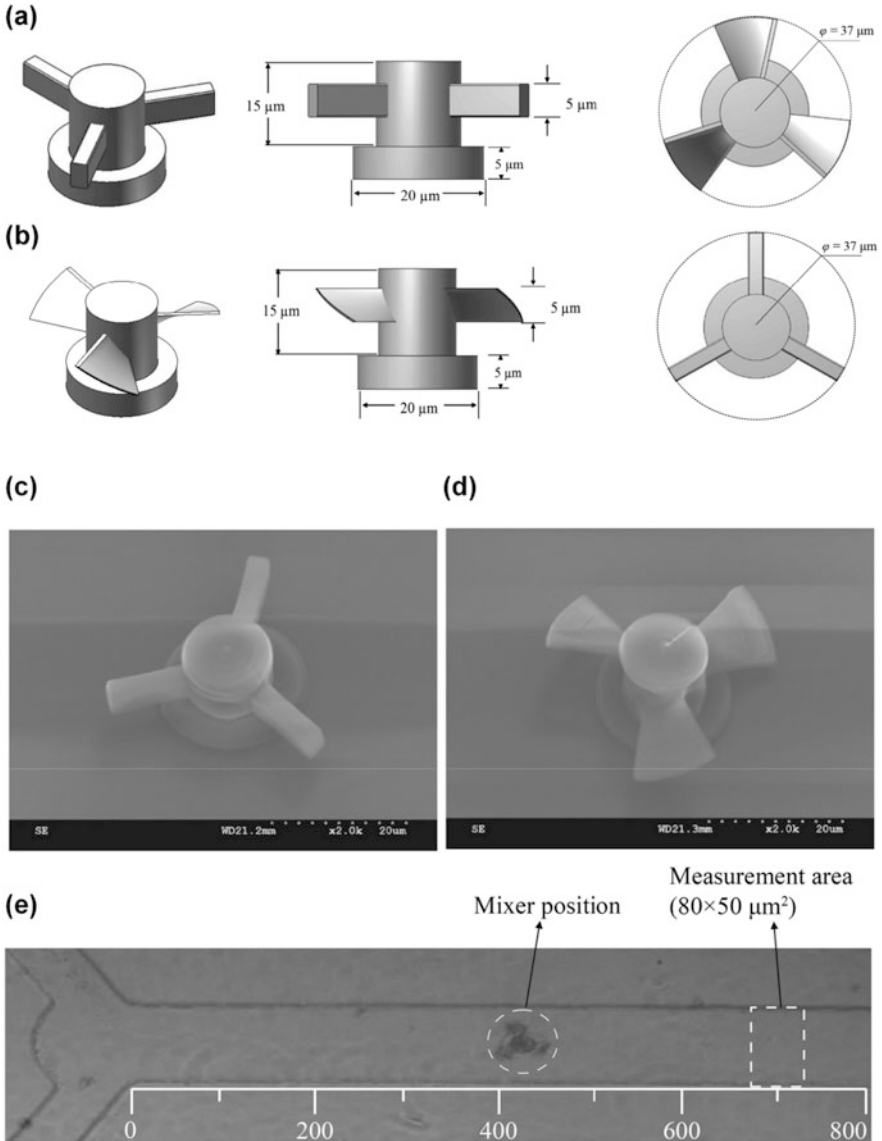 (a)
15 µm
5 µm
5 µm
20 µm
φ = 37 µm
(b)
15 µm
5 µm
5 µm
20 µm
φ = 37 µm
(c)
(d)
SE WD21.2mm x2.0k 20um
SE WD21.3mm x2.0k 20um
(e)
Mixer position
Measurement area
(80×50 µm²)
0 200 400 600 800